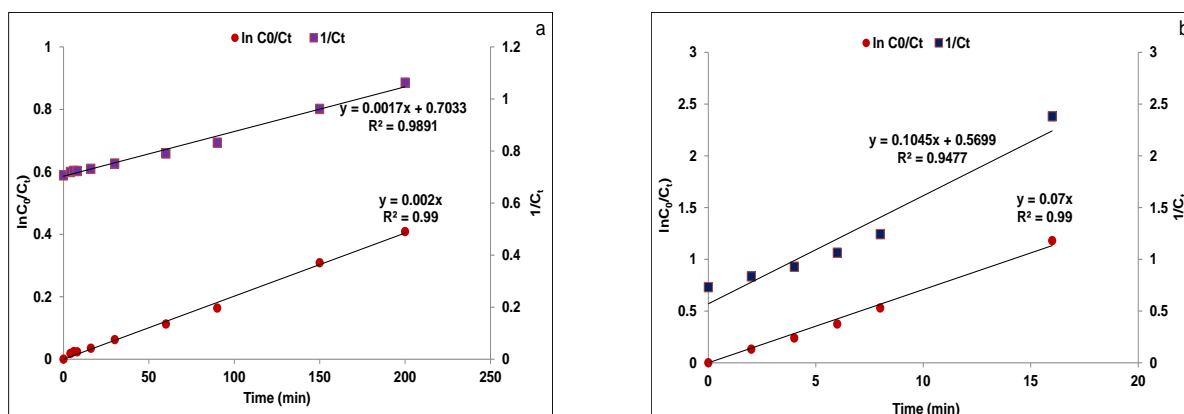 a
ln C0/Ct 1/Ct
1 1.2
0.8 1
0.6 0.8
0.4 0.6
0.2 0.4
0 0.2
0
y = 0.0017x + 0.7033
R² = 0.9891
y = 0.002x
R² = 0.99
lnC₀/Cₜ)
1/Cₜ
0 50 100 150 200 250
Time (min)
b
ln C0/Ct 1/Ct
3 3
2.5 2.5
2 2
1.5 1.5
1 1
0.5 0.5
0 0
y = 0.1045x + 0.5699
R² = 0.9477
y = 0.07x
R² = 0.99
lnC₀/Cₜ)
1/Cₜ
0 5 10 15 20
Time (min)